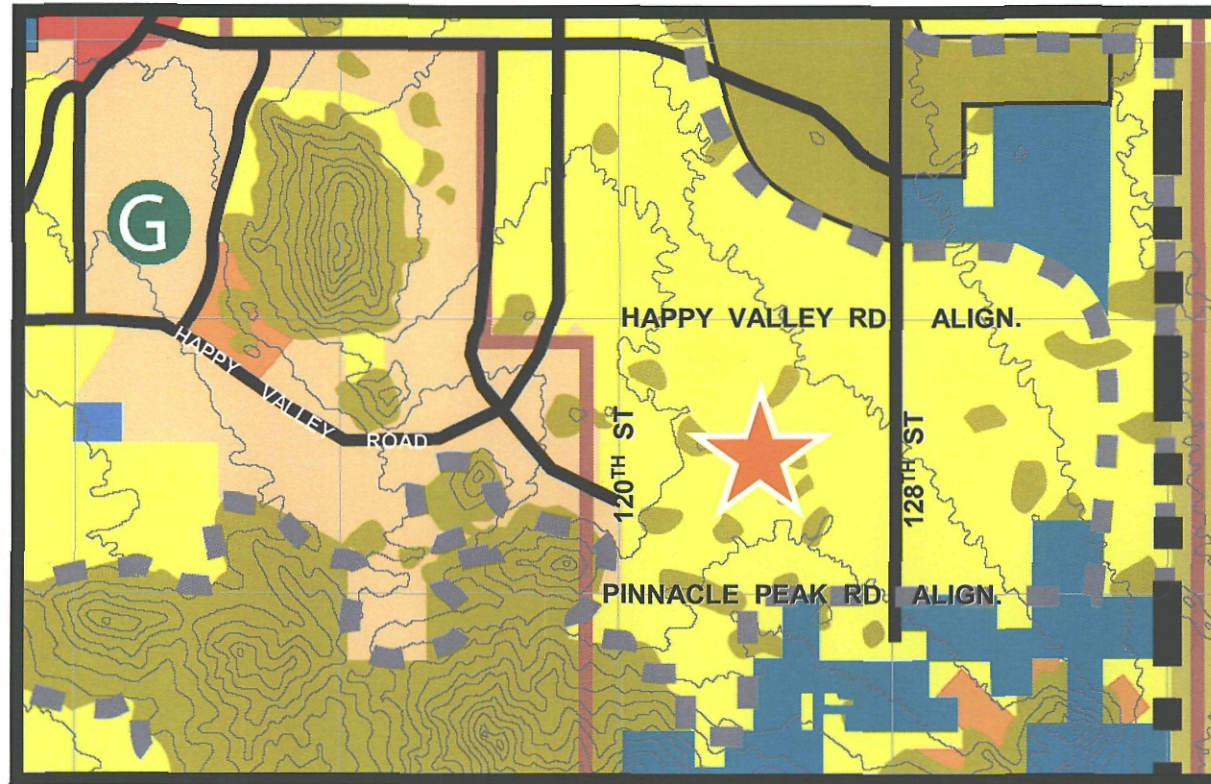 G
HAPPY VALLEY RD ALIGN.
HAPPY VALLEY ROAD
120TH ST
128TH ST
PINNACLE PEAK RD ALIGN.